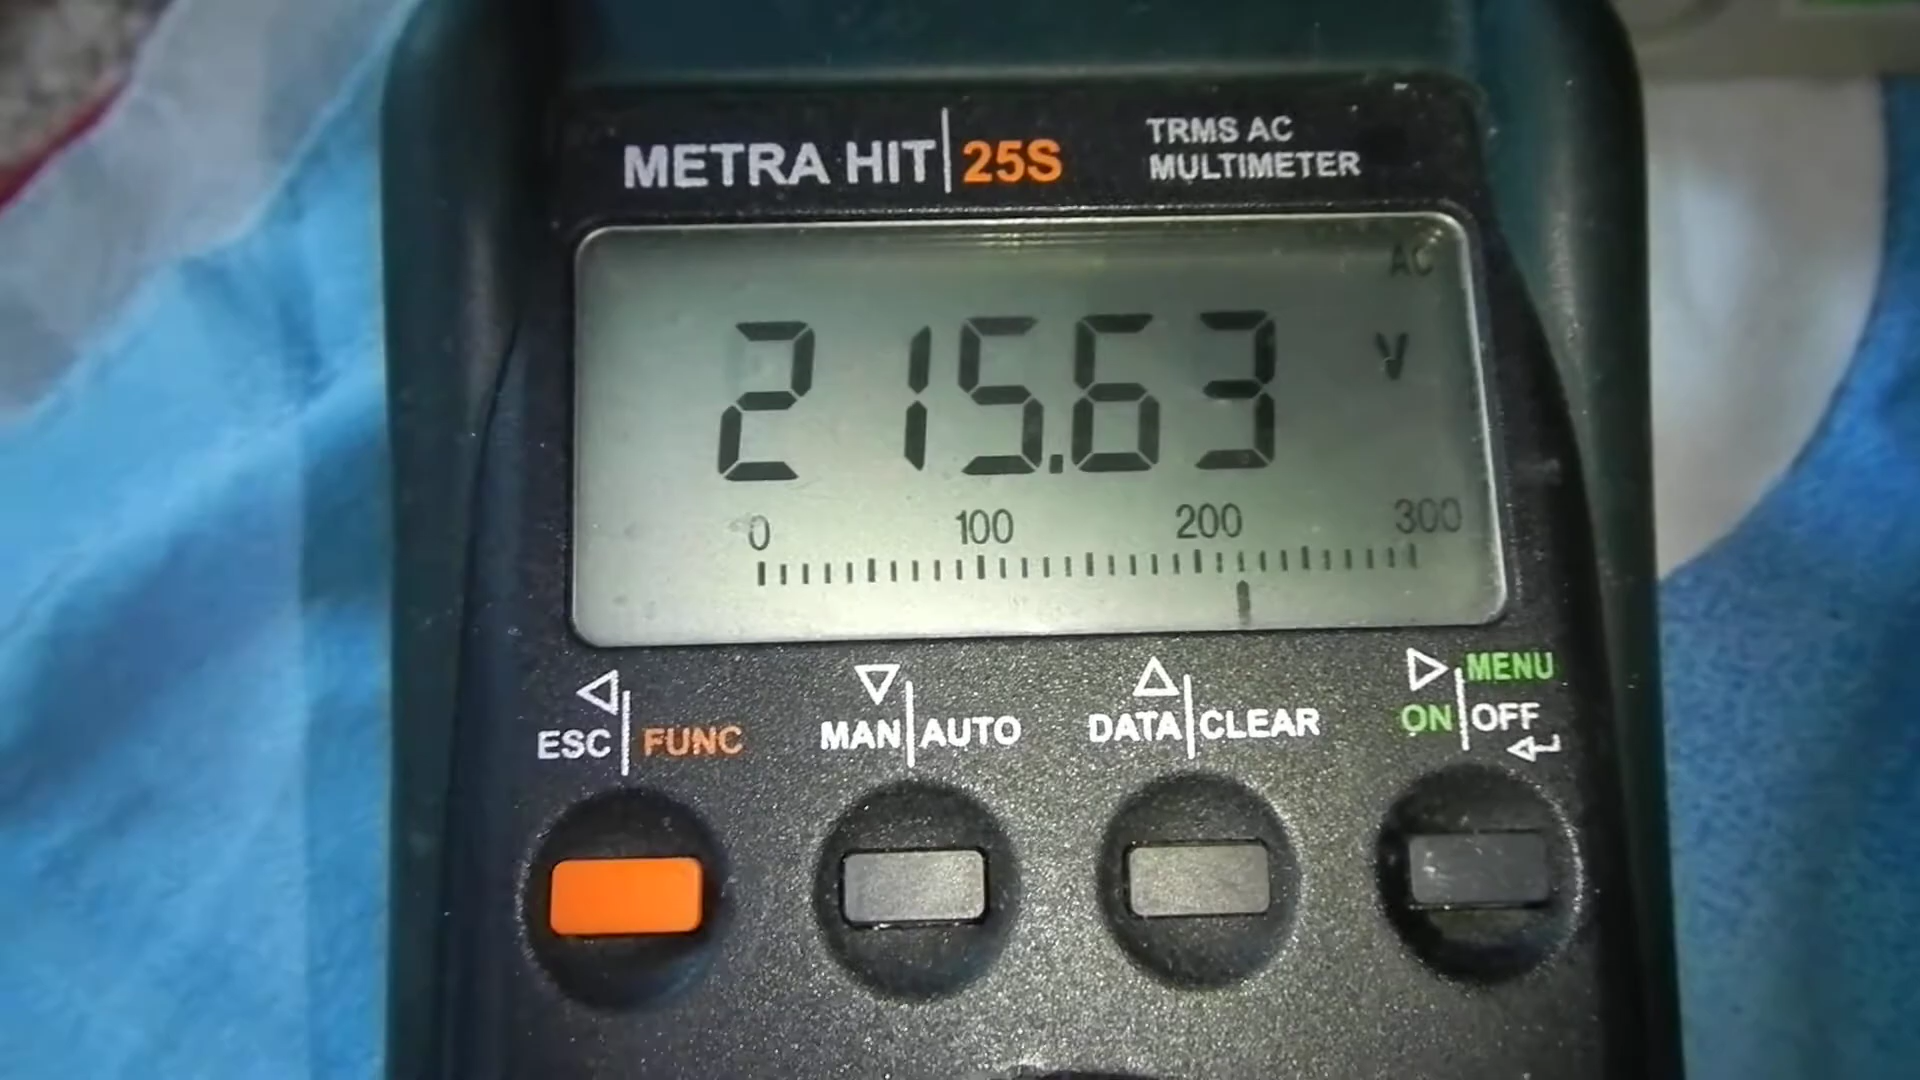 METRA HIT 25S
TRMS AC
MULTIMETER
AC
215.63 V
0 100 200 300
ESC FUNC
MAN AUTO
DATA CLEAR
MENU
ON OFF